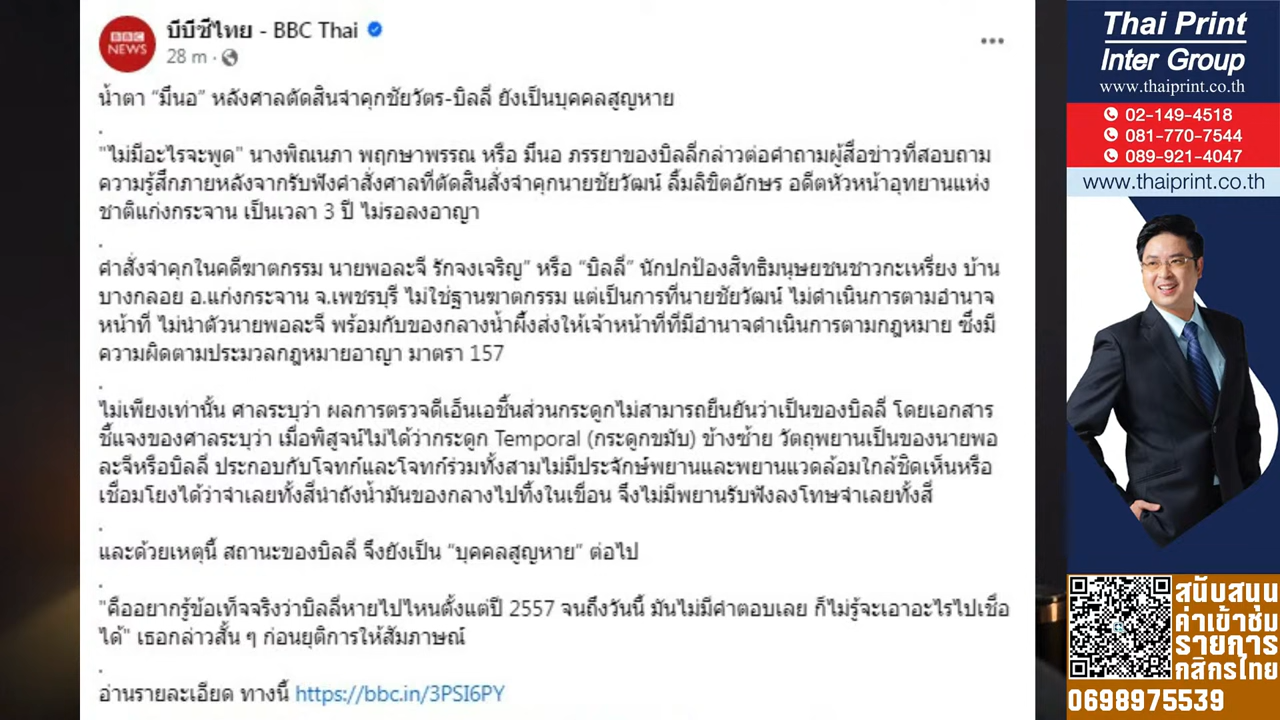 บีบีซีไทย - BBC Thai
BBC
NEWS
28 m
น้ำตา “มึนอ” หลังศาลตัดสินจำคุกชัยวัตร-บิลลี่ ยังเป็นบุคคลสูญหาย
.
"ไม่มีอะไรจะพูด" นางพิณนภา พฤกษาพรรณ หรือ มึนอ ภรรยาของบิลลี่กล่าวต่อคำถามผู้สื่อข่าวที่สอบถาม
ความรู้สึกภายหลังจากรับฟังคำสั่งศาลที่ตัดสินสั่งจำคุกนายชัยวัฒน์ ลิ้มลิขิตอักษร อดีตหัวหน้าอุทยานแห่ง
ชาติแก่งกระจาน เป็นเวลา 3 ปี ไม่รอลงอาญา
.
คำสั่งจำคุกในคดีฆาตกรรม นายพอละจี รักจงเจริญ” หรือ “บิลลี่” นักปกป้องสิทธิมนุษยชนชาวกะเหรี่ยง บ้าน
บางกลอย อ.แก่งกระจาน จ.เพชรบุรี ไม่ใช่ฐานฆาตกรรม แต่เป็นการที่นายชัยวัฒน์ ไม่ดำเนินการตามอำนาจ
หน้าที่ ไม่นำตัวนายพอละจี พร้อมกับของกลางน้ำผึ้งส่งให้เจ้าหน้าที่ที่มีอำนาจดำเนินการตามกฎหมาย ซึ่งมี
ความผิดตามประมวลกฎหมายอาญา มาตรา 157
.
ไม่เพียงเท่านั้น ศาลระบุว่า ผลการตรวจดีเอ็นเอชิ้นส่วนกระดูกไม่สามารถยืนยันว่าเป็นของบิลลี่ โดยเอกสาร
ชี้แจงของศาลระบุว่า เมื่อพิสูจน์ไม่ได้ว่ากระดูก Temporal (กระดูกขมับ) ข้างซ้าย วัตถุพยานเป็นของนายพอ
ละจีหรือบิลลี่ ประกอบกับโจทก์และโจทก์ร่วมทั้งสามไม่มีประจักษ์พยานและพยานแวดล้อมใกล้ชิดเห็นหรือ
เชื่อมโยงได้ว่าจำเลยทั้งสี่นำถังน้ำมันของกลางไปทิ้งในเขื่อน จึงไม่มีพยานรับฟังลงโทษจำเลยทั้งสี่
.
และด้วยเหตุนี้ สถานะของบิลลี่ จึงยังเป็น “บุคคลสูญหาย” ต่อไป
.
"คืออยากรู้ข้อเท็จจริงว่าบิลลี่หายไปไหนตั้งแต่ปี 2557 จนถึงวันนี้ มันไม่มีคำตอบเลย ก็ไม่รู้จะเอาอะไรไปเชื่อ
ได้" เธอกล่าวสั้น ๆ ก่อนยุติการให้สัมภาษณ์
.
อ่านรายละเอียด ทางนี้ https://bbc.in/3PSI6PY
Thai Print
Inter Group
www.thaiprint.co.th
02-149-4518
081-770-7544
089-921-4047
www.thaiprint.co.th
สนับสนุน
ค่าเข้าชม
รายการ
กสิกรไทย
0698975539